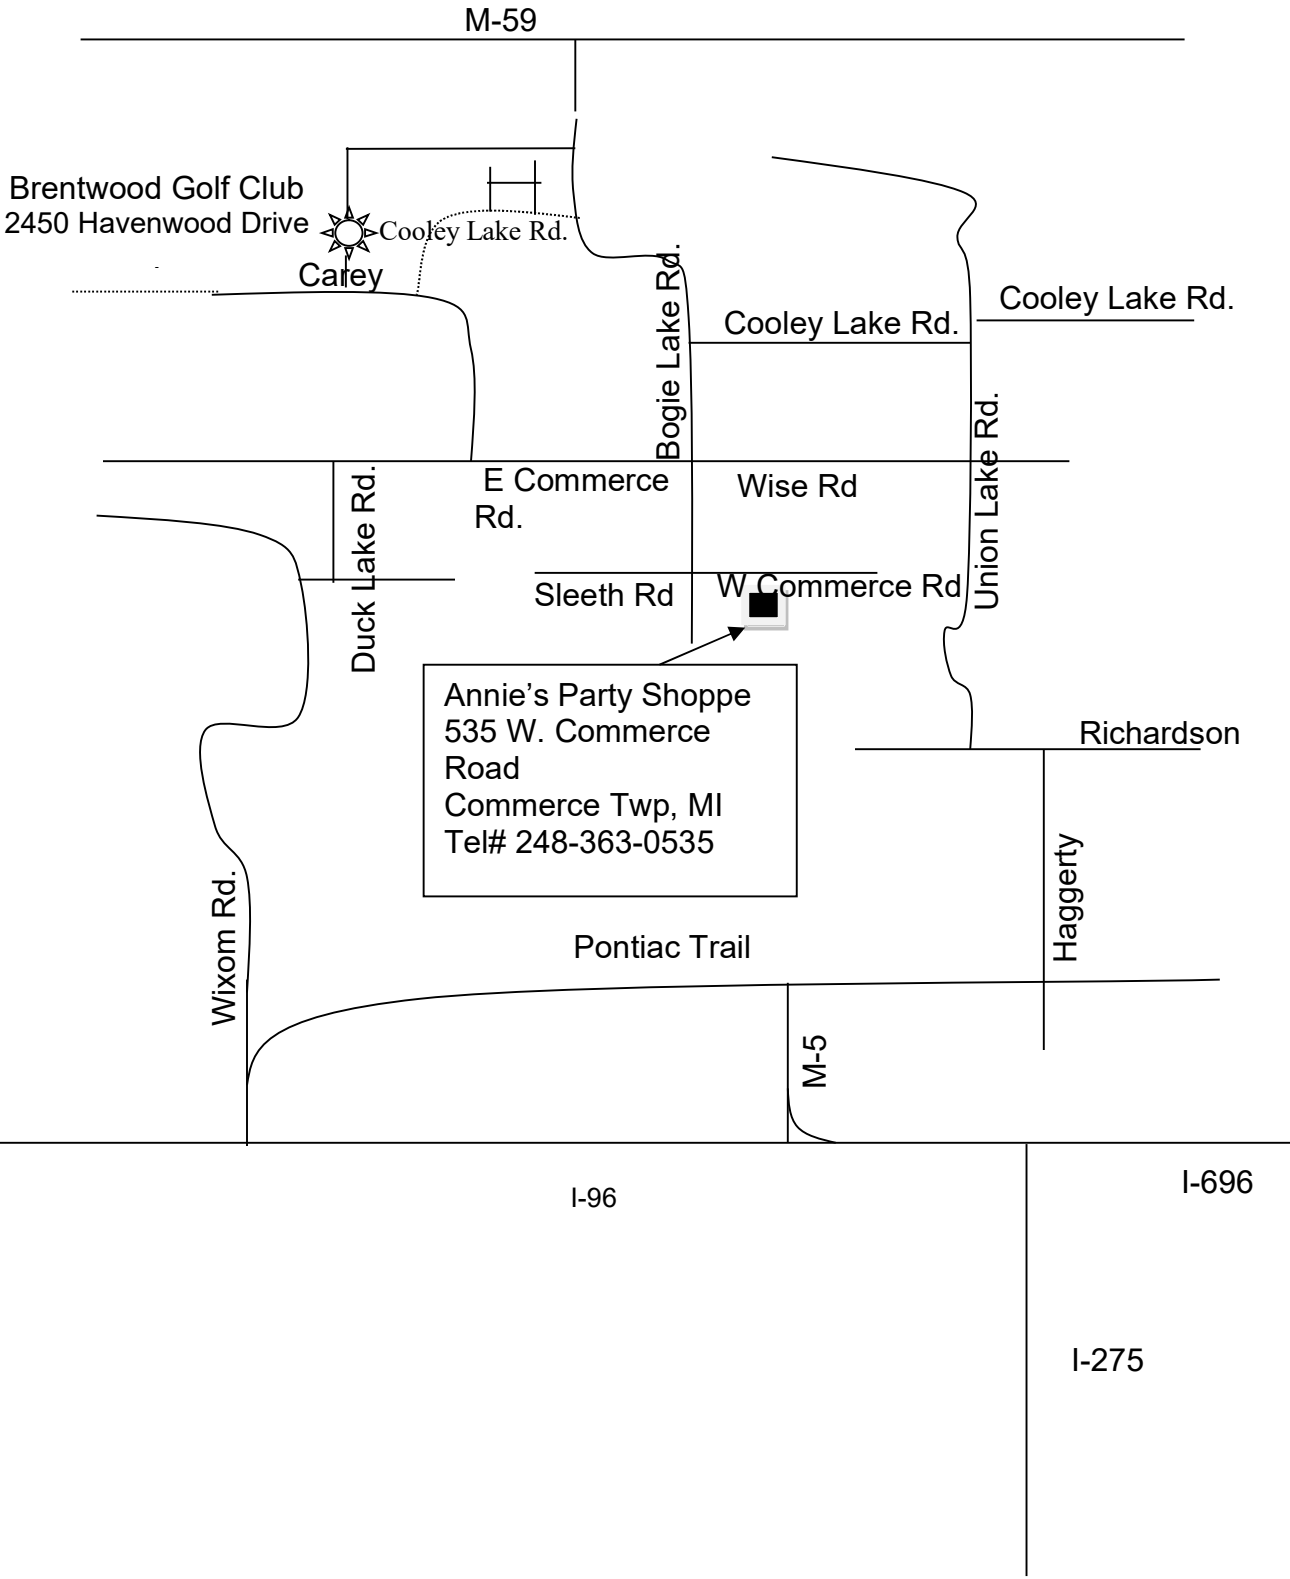 M-59
Brentwood Golf Club
2450 Havenwood Drive
Cooley Lake Rd.
Carey
Bogie Lake Rd.
Cooley Lake Rd.
Cooley Lake Rd.
Union Lake Rd.
E Commerce
Rd.
Wise Rd
Duck Lake Rd.
Sleeth Rd
W Commerce Rd
Annie’s Party Shoppe
535 W. Commerce
Road
Commerce Twp, MI
Tel# 248-363-0535
Richardson
Haggerty
Wixom Rd.
Pontiac Trail
M-5
I-96
I-696
I-275